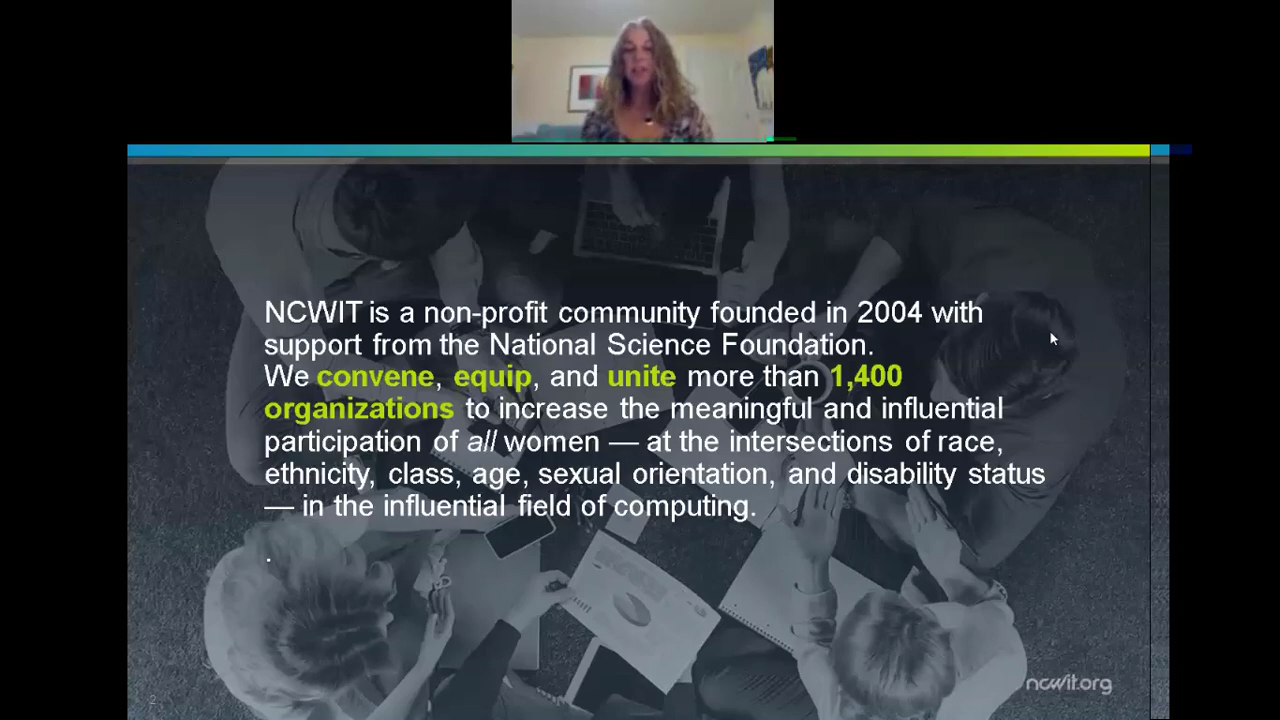 NCWIT is a non-profit community founded in 2004 with
support from the National Science Foundation.
We convene, equip, and unite more than 1,400
organizations to increase the meaningful and influential
participation of all women — at the intersections of race,
ethnicity, class, age, sexual orientation, and disability status
— in the influential field of computing.
.
ncwit.org
2